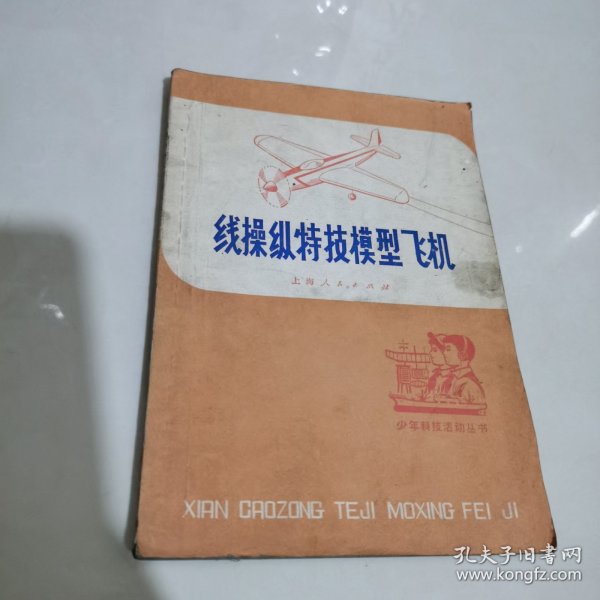 线操纵特技模型飞机
上海人民出版社
少年科技活动丛书
XIAN CAOZONG TEJI MOXING FEI JI
孔夫子旧书网
www.kongfz.com